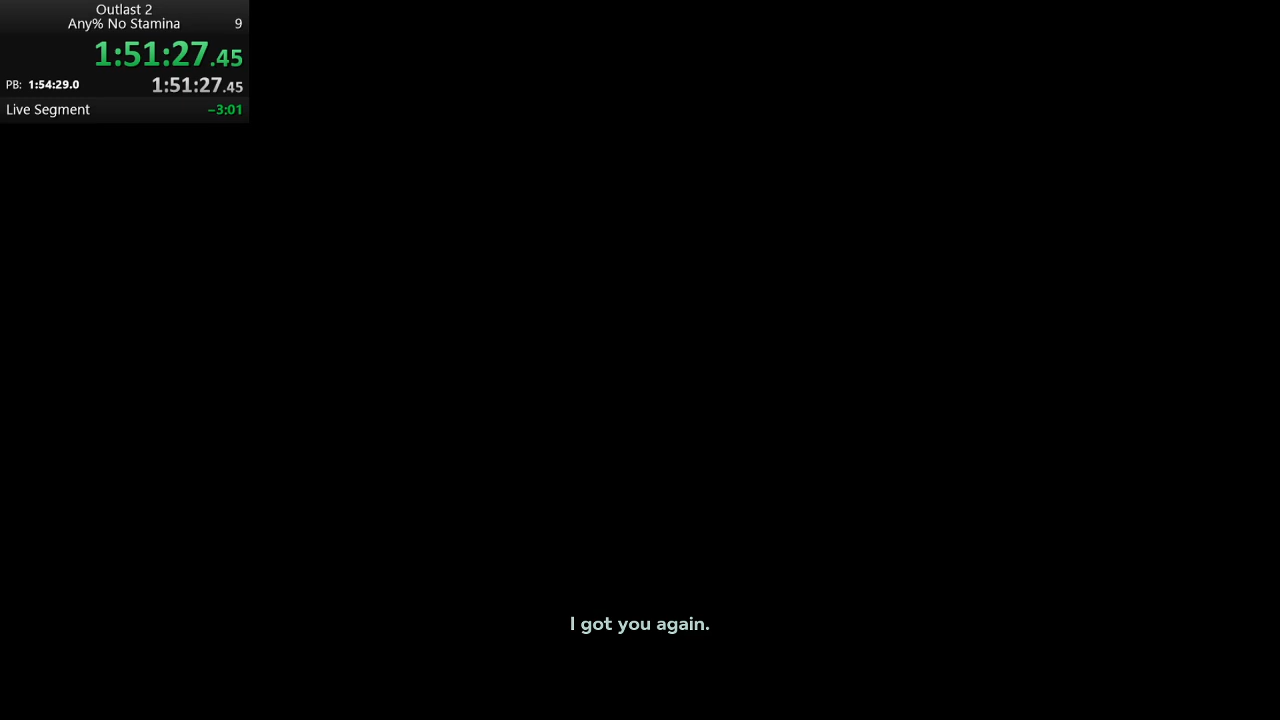 Outlast 2
Any% No Stamina 9
1:51:27.45
PB: 1:54:29.0 1:51:27.45
Live Segment −3:01
I got you again.